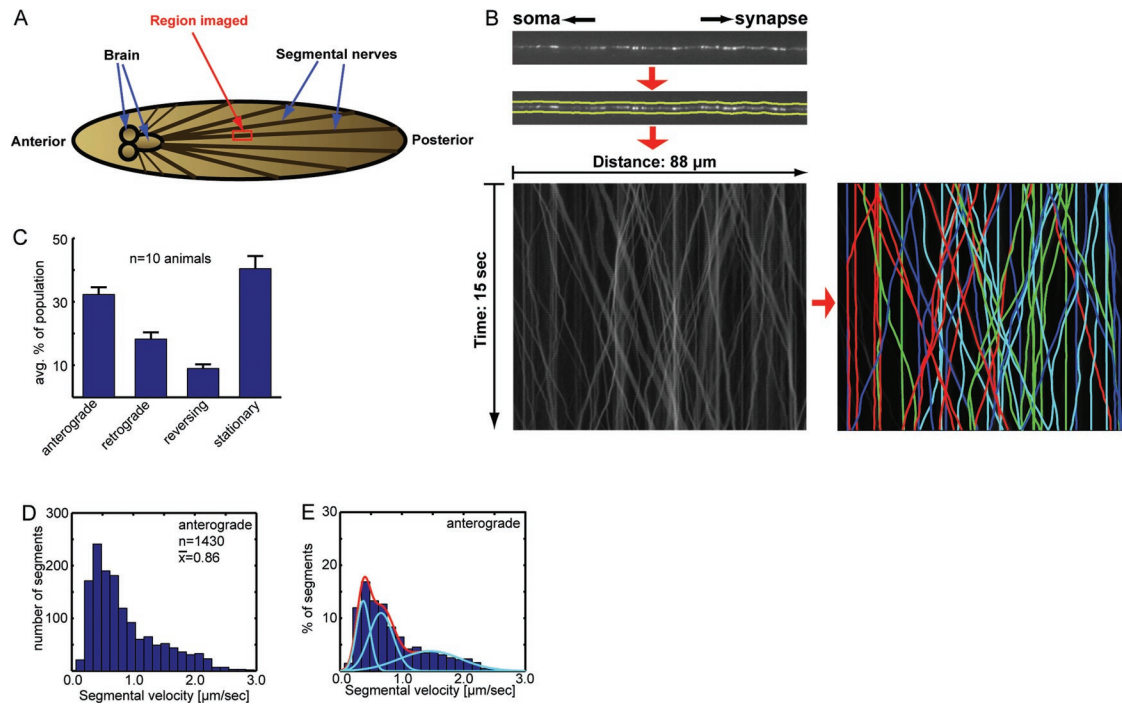 A
Region imaged
Brain
Segmental nerves
Anterior
Posterior
B
soma
synapse
Distance: 88 µm
Time: 15 sec
C
50
30
10
avg. % of population
n=10 animals
anterograde
retrograde
reversing
stationary
D
300
200
100
number of segments
anterograde
n=1430
x̄=0.86
0.0 1.0 2.0 3.0
Segmental velocity [µm/sec]
E
30
20
10
0
% of segments
anterograde
0.0 1.0 2.0 3.0
Segmental velocity [µm/sec]